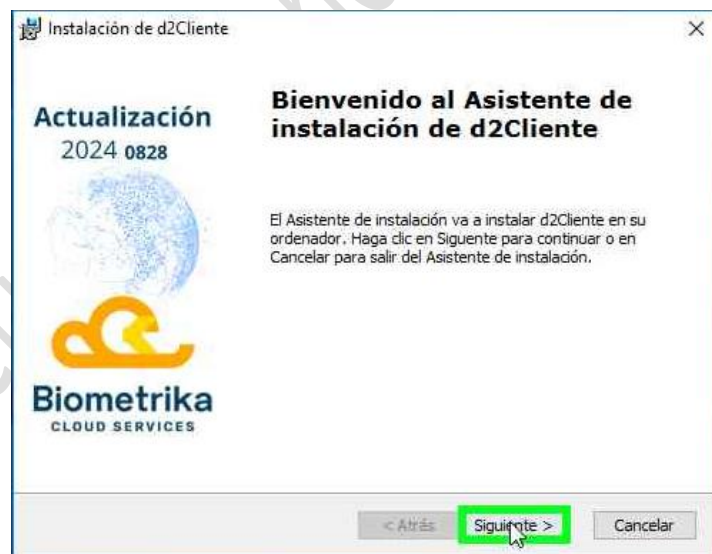 Instalación de d2Cliente
Actualización
2024 0828
Biometrika
CLOUD SERVICES
Bienvenido al Asistente de
instalación de d2Cliente
El Asistente de instalación va a instalar d2Cliente en su
ordenador. Haga clic en Siguente para continuar o en
Cancelar para salir del Asistente de instalación.
< Atrás
Siguiente >
Cancelar